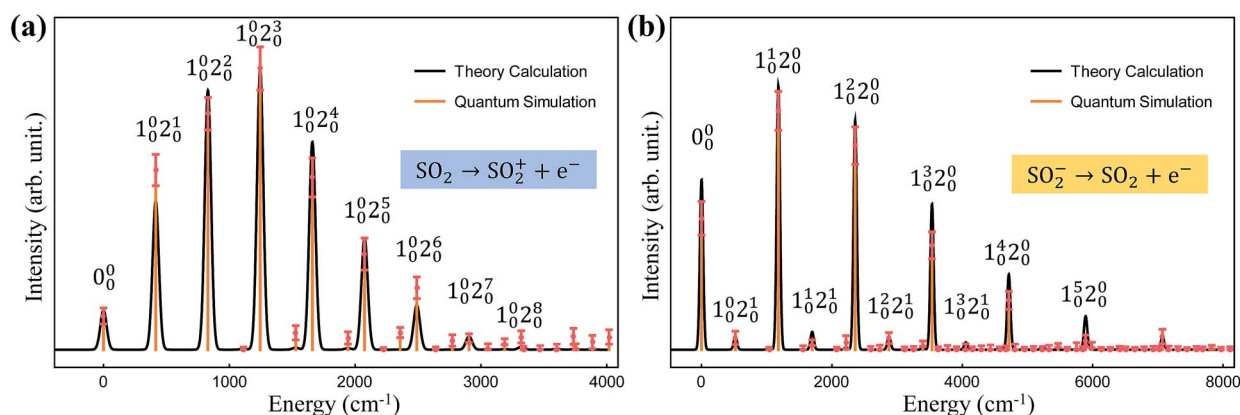 (a)
Intensity (arb. unit.)
0⁰₀
1⁰₀2¹₀
1⁰₀2²₀
1⁰₀2³₀
1⁰₀2⁴₀
1⁰₀2⁵₀
1⁰₀2⁶₀
1⁰₀2⁷₀
1⁰₀2⁸₀
Theory Calculation
Quantum Simulation
SO₂ → SO₂⁺ + e⁻
0 1000 2000 3000 4000
Energy (cm⁻¹)
(b)
Intensity (arb. unit.)
0⁰₀
1⁰₀2¹₀
1¹₀2⁰₀
1¹₀2¹₀
1²₀2⁰₀
1²₀2¹₀
1³₀2⁰₀
1³₀2¹₀
1⁴₀2⁰₀
1⁵₀2⁰₀
Theory Calculation
Quantum Simulation
SO₂⁻ → SO₂ + e⁻
0 2000 4000 6000 8000
Energy (cm⁻¹)